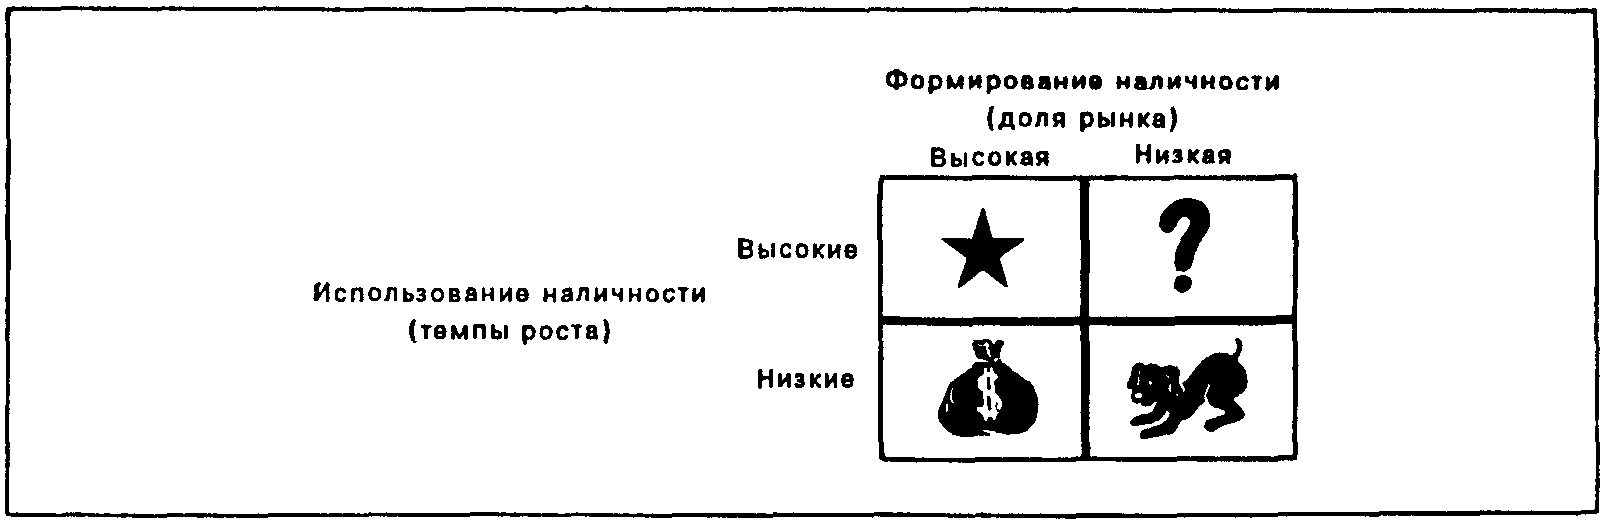 Формирование наличности
(доля рынка)
Высокая Низкая
Высокие
?
Использование наличности
(темпы роста)
Низкие
$